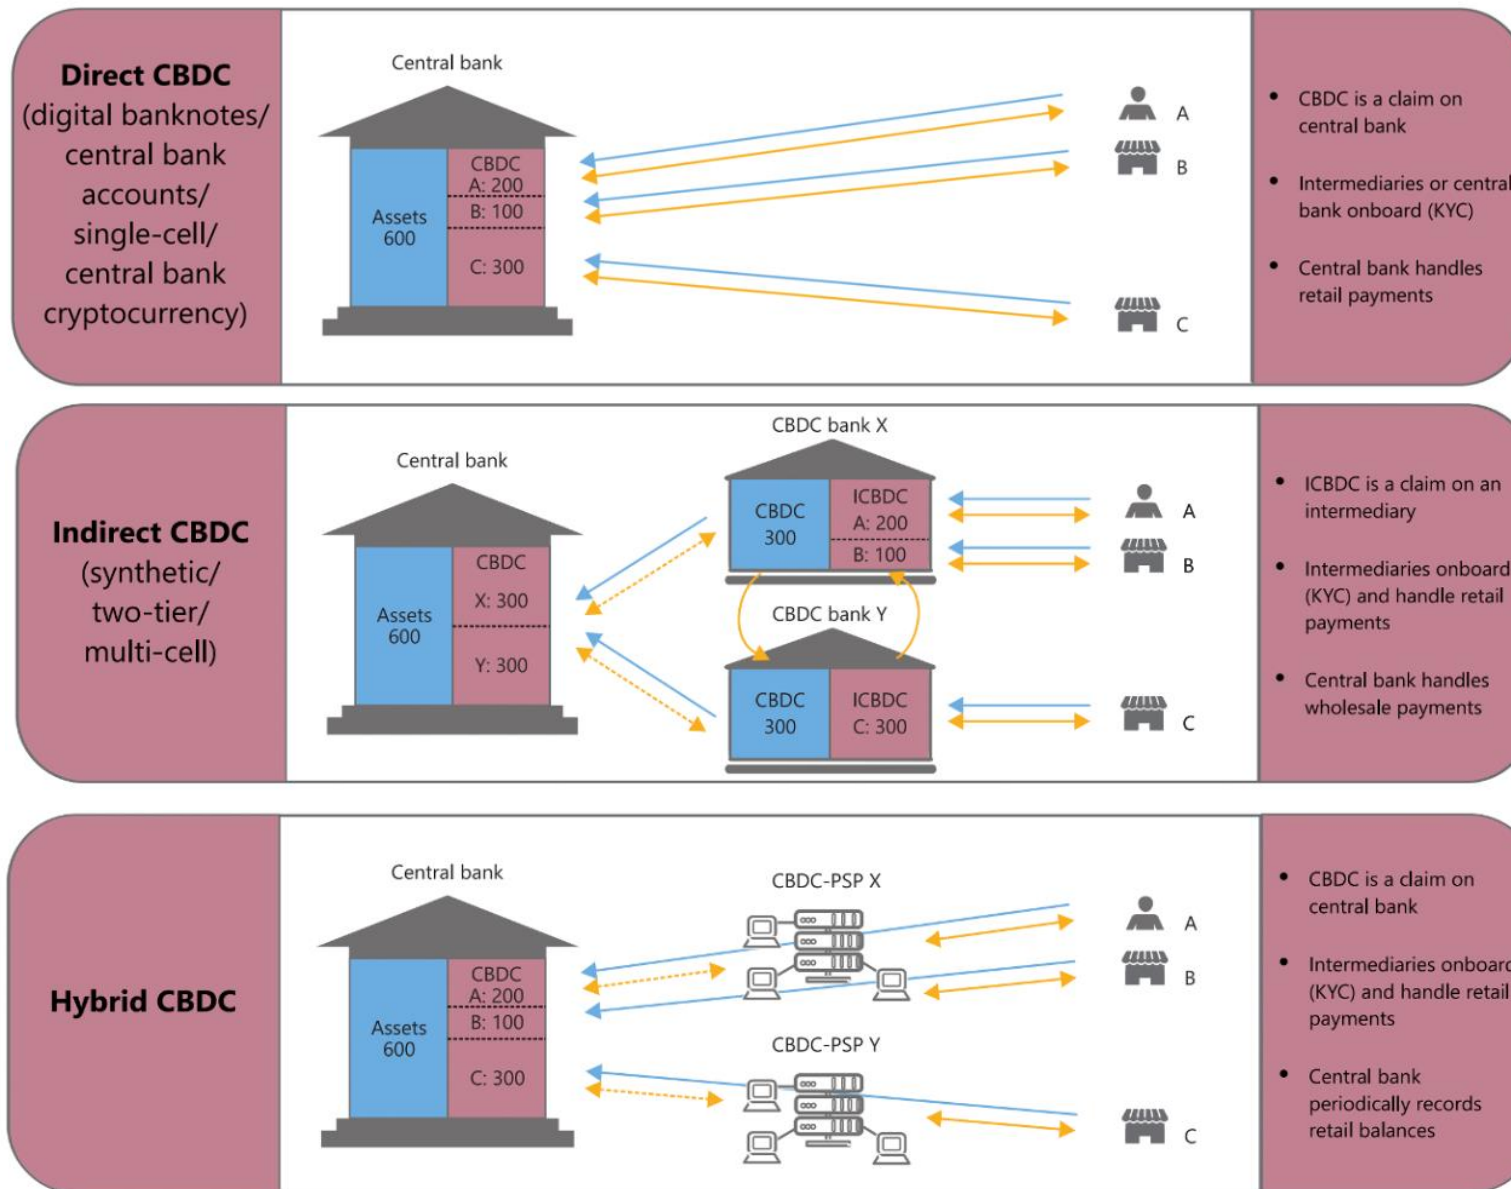 Direct CBDC
(digital banknotes/
central bank
accounts/
single-cell/
central bank
cryptocurrency)
Central bank
Assets
600
CBDC
A: 200
B: 100
C: 300
A
B
C
• CBDC is a claim on
central bank
• Intermediaries or central
bank onboard (KYC)
• Central bank handles
retail payments
Indirect CBDC
(synthetic/
two-tier/
multi-cell)
Central bank
Assets
600
CBDC
X: 300
Y: 300
CBDC bank X
CBDC
300
ICBDC
A: 200
B: 100
CBDC bank Y
CBDC
300
ICBDC
C: 300
A
B
C
• ICBDC is a claim on an
intermediary
• Intermediaries onboard
(KYC) and handle retail
payments
• Central bank handles
wholesale payments
Hybrid CBDC
Central bank
Assets
600
CBDC
A: 200
B: 100
C: 300
CBDC-PSP X
CBDC-PSP Y
A
B
C
• CBDC is a claim on
central bank
• Intermediaries onboard
(KYC) and handle retail
payments
• Central bank
periodically records
retail balances